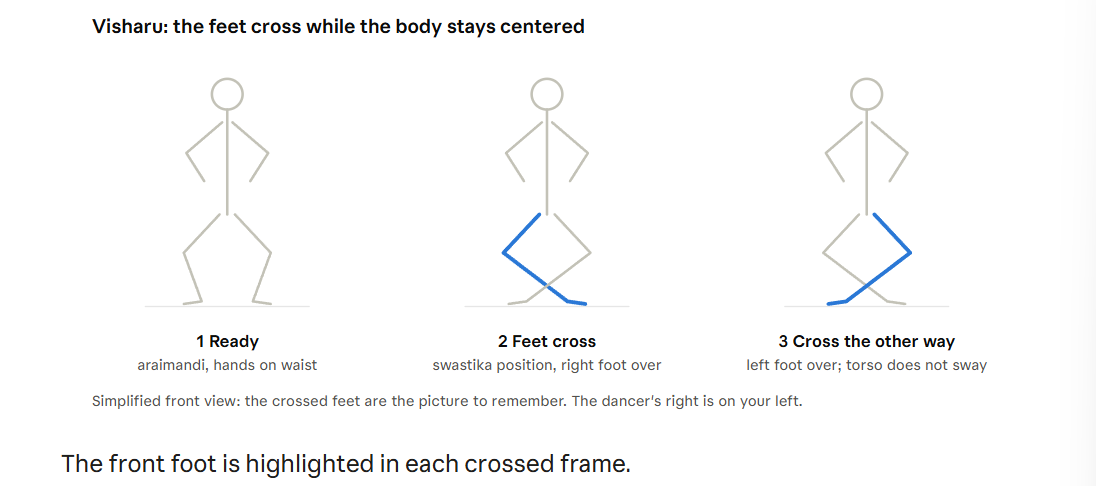 Visharu: the feet cross while the body stays centered
1 Ready
araimandi, hands on waist
2 Feet cross
swastika position, right foot over
3 Cross the other way
left foot over; torso does not sway
Simplified front view: the crossed feet are the picture to remember. The dancer's right is on your left.
The front foot is highlighted in each crossed frame.